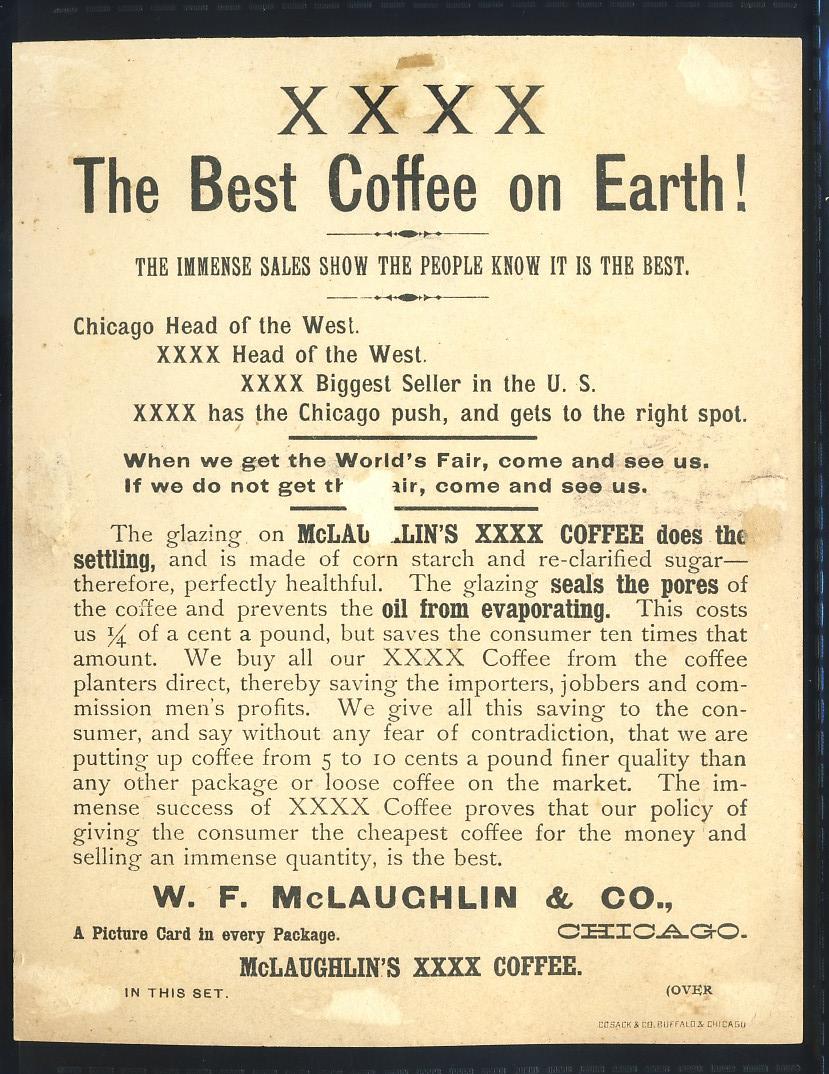 XXXX
The Best Coffee on Earth!
THE IMMENSE SALES SHOW THE PEOPLE KNOW IT IS THE BEST.
Chicago Head of the West.
XXXX Head of the West.
XXXX Biggest Seller in the U. S.
XXXX has the Chicago push, and gets to the right spot.
When we get the World's Fair, come and see us.
If we do not get th air, come and see us.
The glazing on McLAU LIN'S XXXX COFFEE does the
settling, and is made of corn starch and re-clarified sugar—
therefore, perfectly healthful. The glazing seals the pores of
the coffee and prevents the oil from evaporating. This costs
us ¼ of a cent a pound, but saves the consumer ten times that
amount. We buy all our XXXX Coffee from the coffee
planters direct, thereby saving the importers, jobbers and com-
mission men's profits. We give all this saving to the con-
sumer, and say without any fear of contradiction, that we are
putting up coffee from 5 to 10 cents a pound finer quality than
any other package or loose coffee on the market. The im-
mense success of XXXX Coffee proves that our policy of
giving the consumer the cheapest coffee for the money and
selling an immense quantity, is the best.
W. F. McLAUGHLIN & CO.,
A Picture Card in every Package. CHICAGO.
McLAUGHLIN'S XXXX COFFEE.
IN THIS SET. (OVER
COSACK & CO. BUFFALO & CHICAGO